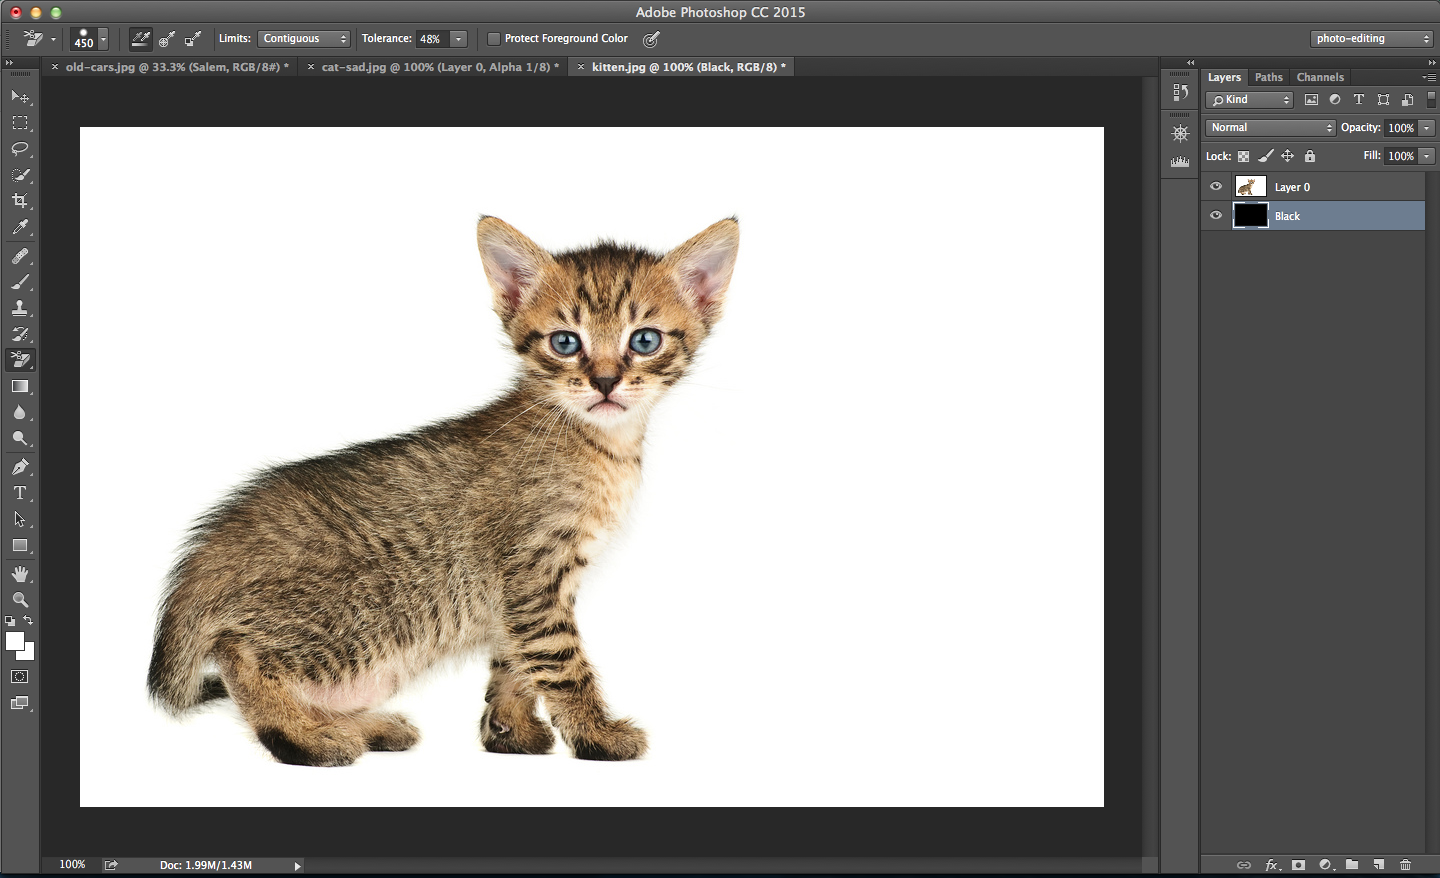 Adobe Photoshop CC 2015
450 Limits: Contiguous Tolerance: 48% Protect Foreground Color photo-editing
× old-cars.jpg @ 33.3% (Salem, RGB/8#) * × cat-sad.jpg @ 100% (Layer 0, Alpha 1/8) * × kitten.jpg @ 100% (Black, RGB/8) *
Layers Paths Channels
Kind
Normal Opacity: 100%
Lock: Fill: 100%
Layer 0
Black
100% Doc: 1.99M/1.43M